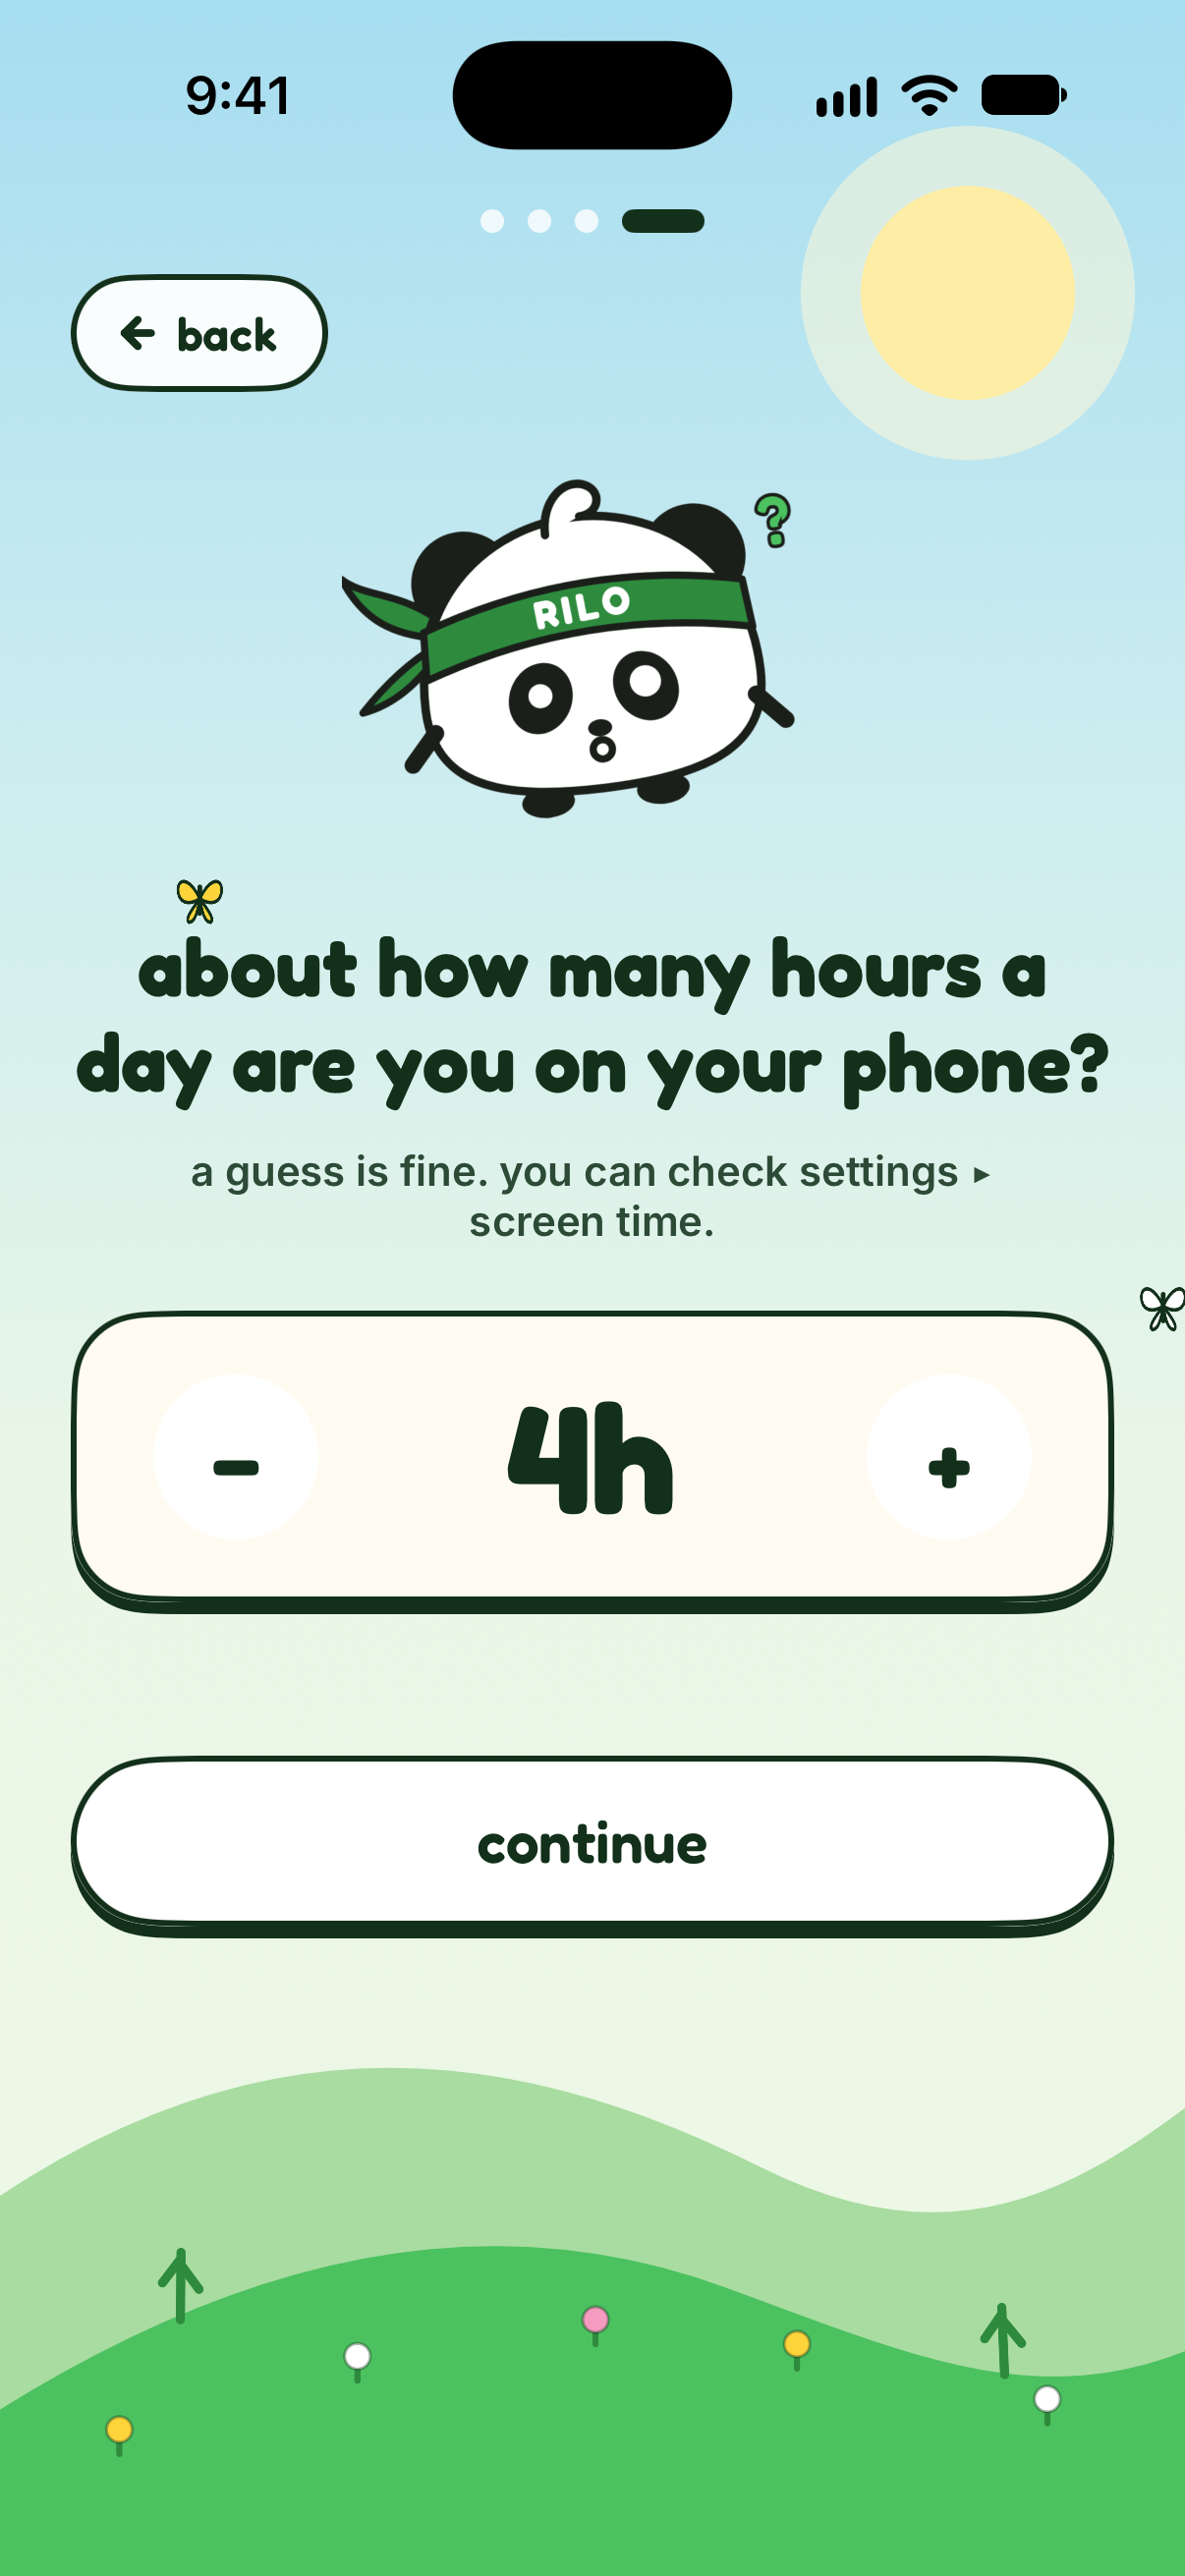 9:41
← back
?
RILO
about how many hours a
day are you on your phone?
a guess is fine. you can check settings ▸
screen time.
- 4h +
continue